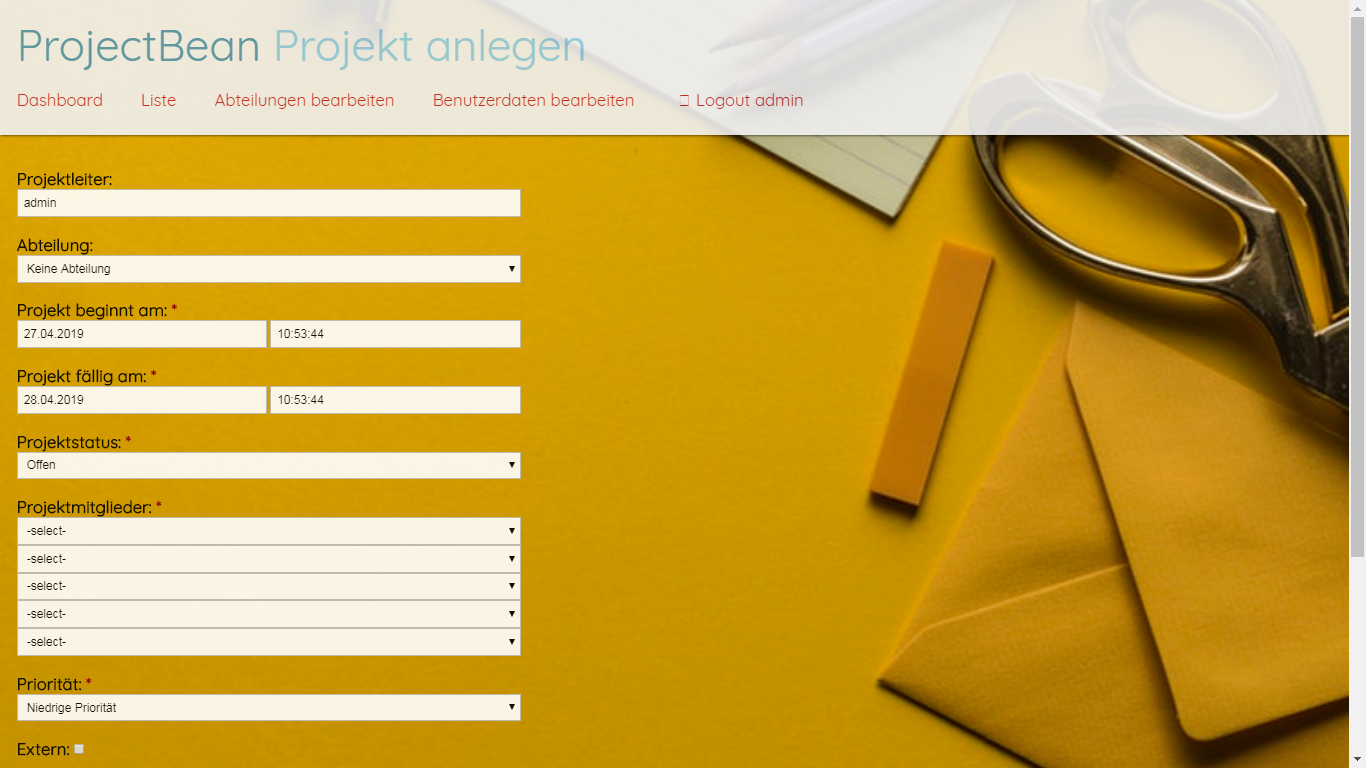 ProjectBean Projekt anlegen
Dashboard Liste Abteilungen bearbeiten Benutzerdaten bearbeiten Logout admin
Projektleiter:
admin
Abteilung:
Keine Abteilung
Projekt beginnt am: *
27.04.2019 10:53:44
Projekt fällig am: *
28.04.2019 10:53:44
Projektstatus: *
Offen
Projektmitglieder: *
-select-
-select-
-select-
-select-
-select-
Priorität: *
Niedrige Priorität
Extern: